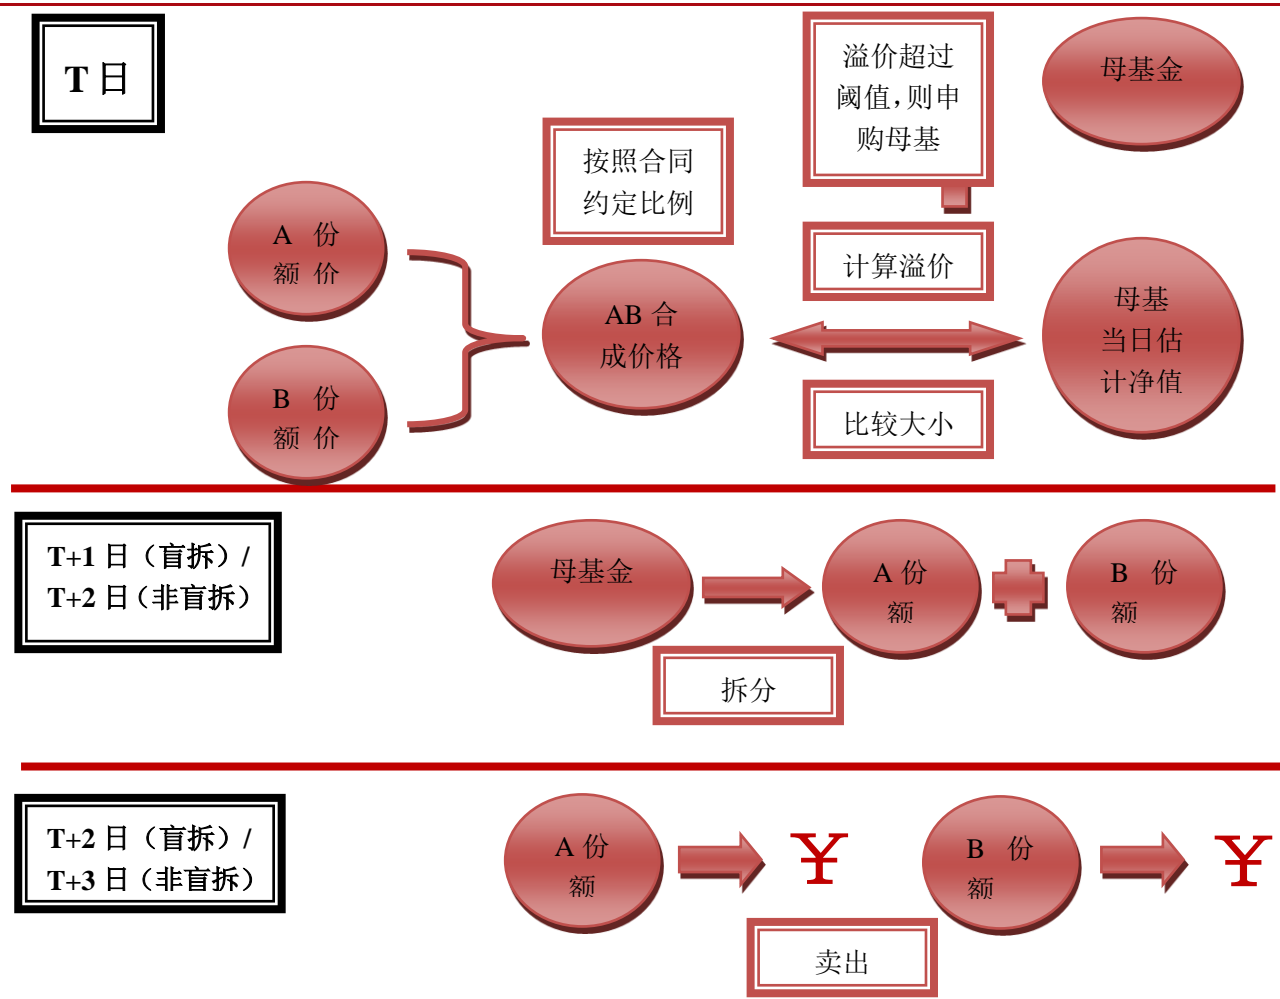 T 日
溢价超过
阈值，则申
购母基
母基金
按照合同
约定比例
A 份
额 价
计算溢价
AB 合
成价格
母基
当日估
计净值
B 份
额 价
比较大小
T+1 日（盲拆）/
T+2 日（非盲拆）
母基金
A 份
额
B 份
额
拆分
T+2 日（盲拆）/
T+3 日（非盲拆）
A 份
额
¥
B 份
额
¥
卖出